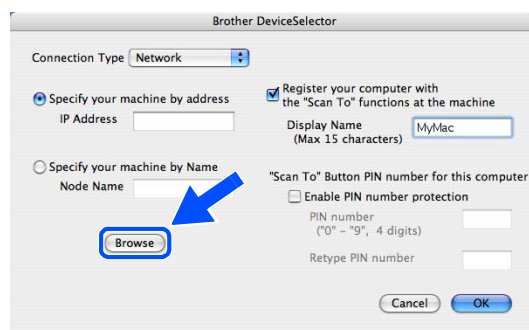 Brother DeviceSelector
Connection Type Network
Specify your machine by address
IP Address
Specify your machine by Name
Node Name
Browse
Register your computer with
the "Scan To" functions at the machine
Display Name MyMac
(Max 15 characters)
"Scan To" Button PIN number for this computer
Enable PIN number protection
PIN number
("0" – "9", 4 digits)
Retype PIN number
Cancel OK